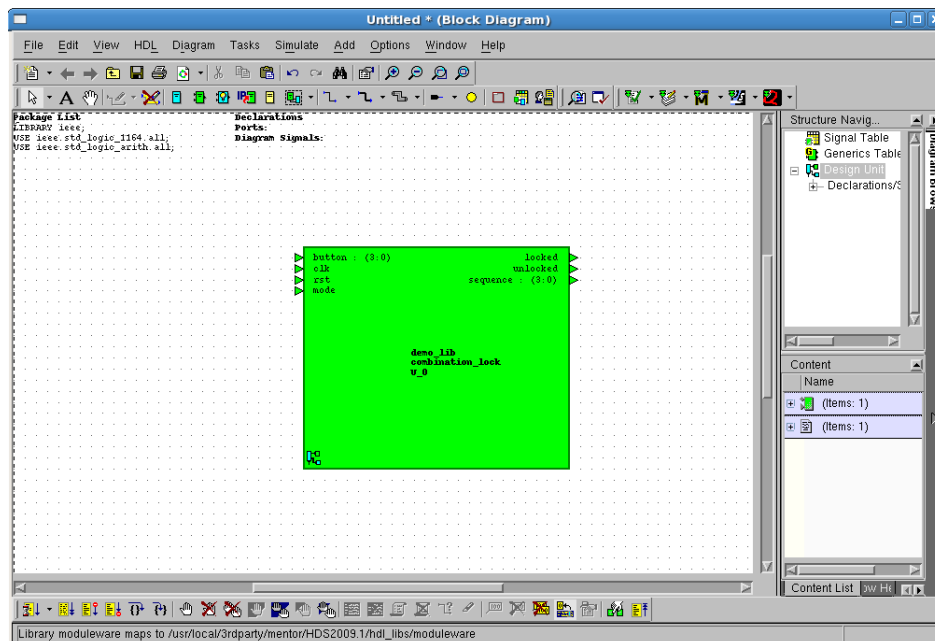 Untitled * (Block Diagram)
File Edit View HDL Diagram Tasks Simulate Add Options Window Help
Package List
LIBRARY ieee;
USE ieee.std_logic_1164.all;
USE ieee.std_logic_arith.all;
Declarations
Ports:
Diagram Signals:
button : (3:0)
clk
rst
mode
locked
unlocked
sequence : (3:0)
demo_lib
combination_lock
U_0
Structure Navig...
Signal Table
Generics Table
Design Unit
Declarations/S
Diagram Brows
Content
Name
(Items: 1)
(Items: 1)
Content List
Library moduleware maps to /usr/local/3rdparty/mentor/HDS2009.1/hdl_libs/moduleware